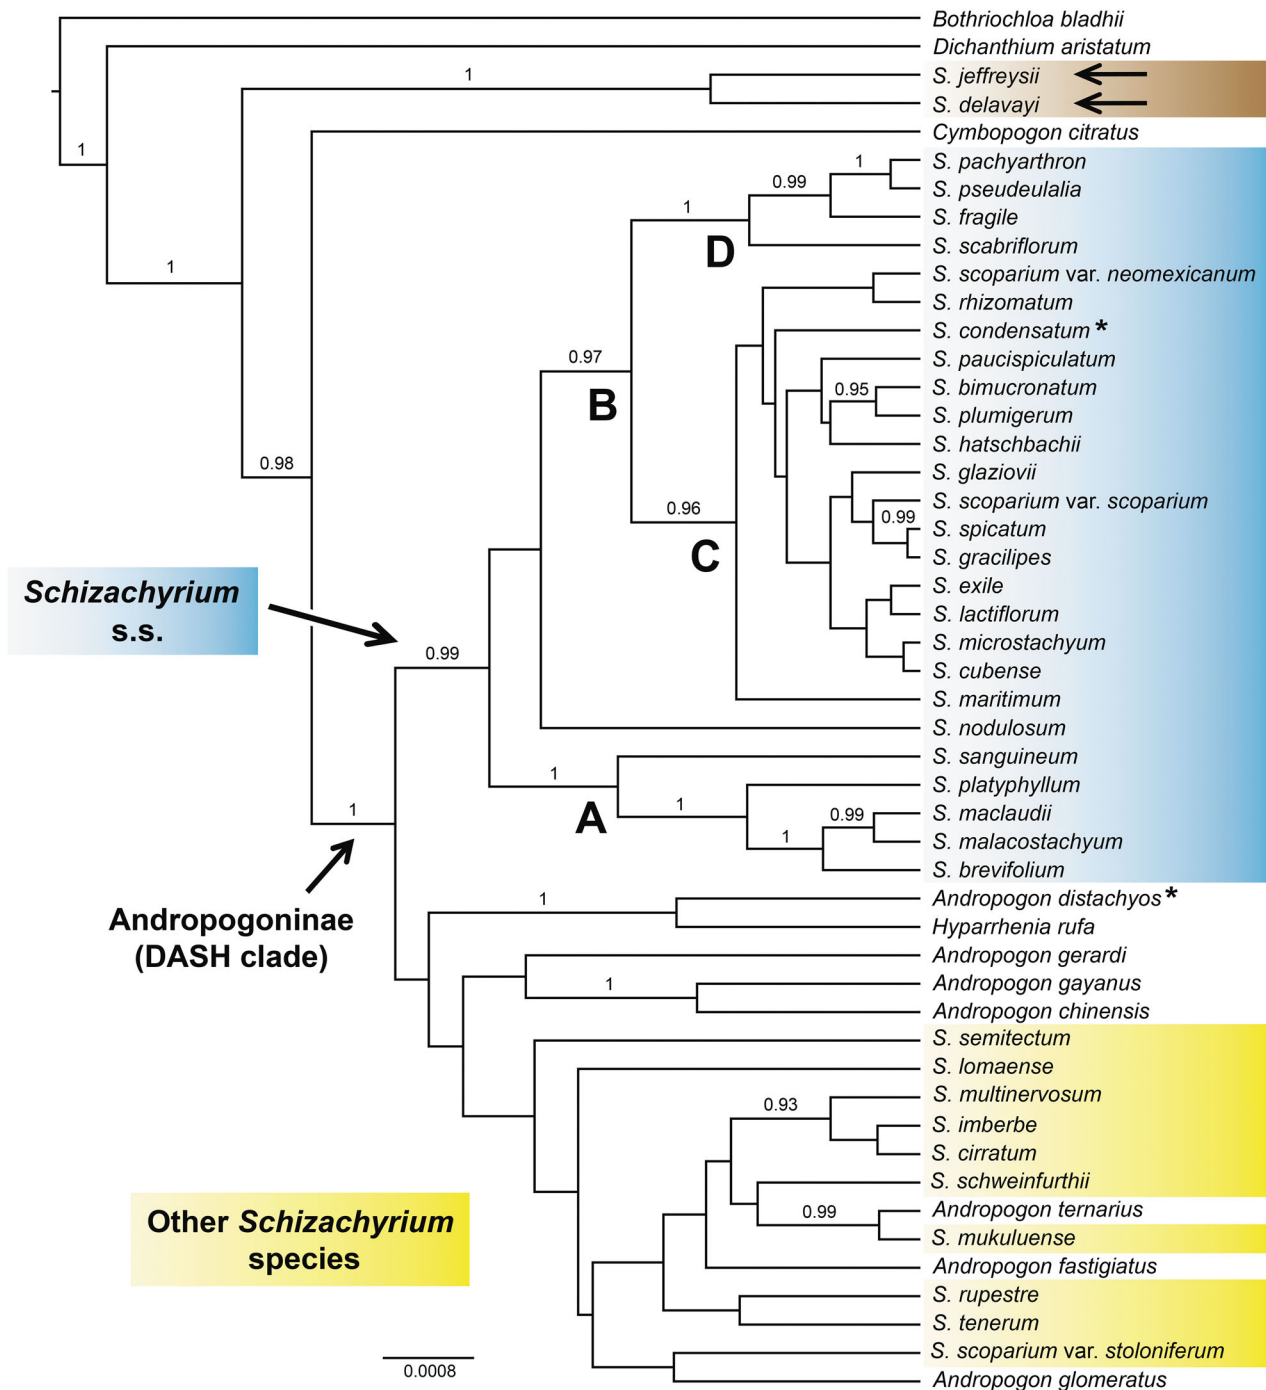 Bothriochloa bladhii
Dichanthium aristatum
1
S. jeffreysii
S. delavayi
Cymbopogon citratus
1
1
S. pachyarthron
0.99
S. pseudeulalia
1
S. fragile
D
S. scabriflorum
1
S. scoparium var. neomexicanum
S. rhizomatum
S. condensatum *
0.97
S. paucispiculatum
B
0.95
S. bimucronatum
S. plumigerum
S. hatschbachii
0.98
S. glaziovii
0.96
S. scoparium var. scoparium
C
0.99
S. spicatum
S. gracilipes
Schizachyrium
s.s.
S. exile
S. lactiflorum
0.99
S. microstachyum
S. cubense
S. maritimum
S. nodulosum
1
S. sanguineum
A
1
S. platyphyllum
1
0.99
S. maclaudii
1
S. malacostachyum
S. brevifolium
Andropogoninae
(DASH clade)
1
Andropogon distachyos *
Hyparrhenia rufa
Andropogon gerardi
1
Andropogon gayanus
Andropogon chinensis
S. semitectum
S. lomaense
0.93
S. multinervosum
S. imberbe
S. cirratum
S. schweinfurthii
Other Schizachyrium
species
0.99
Andropogon ternarius
S. mukuluense
Andropogon fastigiatus
S. rupestre
S. tenerum
0.0008
S. scoparium var. stoloniferum
Andropogon glomeratus